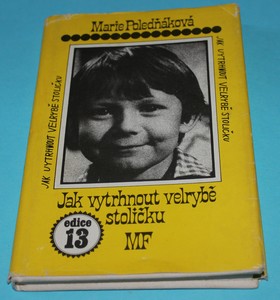 Marie Poledňáková
JAK VYTRHNOUT VELRYBĚ STOLIČKU
JAK VYTRHNOUT VELRYBĚ STOLIČKU
Jak vytrhnout velrybě
stoličku
edice
13
MF